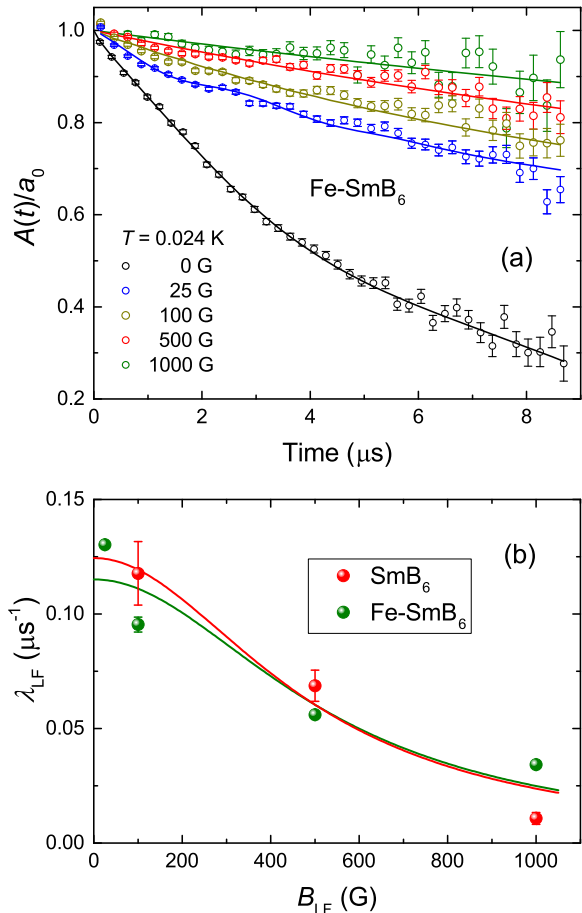 1.0
0.8
0.6
0.4
0.2
A(t)/a₀
Fe-SmB₆
(a)
T = 0.024 K
0 G
25 G
100 G
500 G
1000 G
0
2
4
6
8
Time (μs)
0.15
0.10
0.05
0.00
λ_LF (μs⁻¹)
(b)
SmB₆
Fe-SmB₆
0
200
400
600
800
1000
B_LF (G)